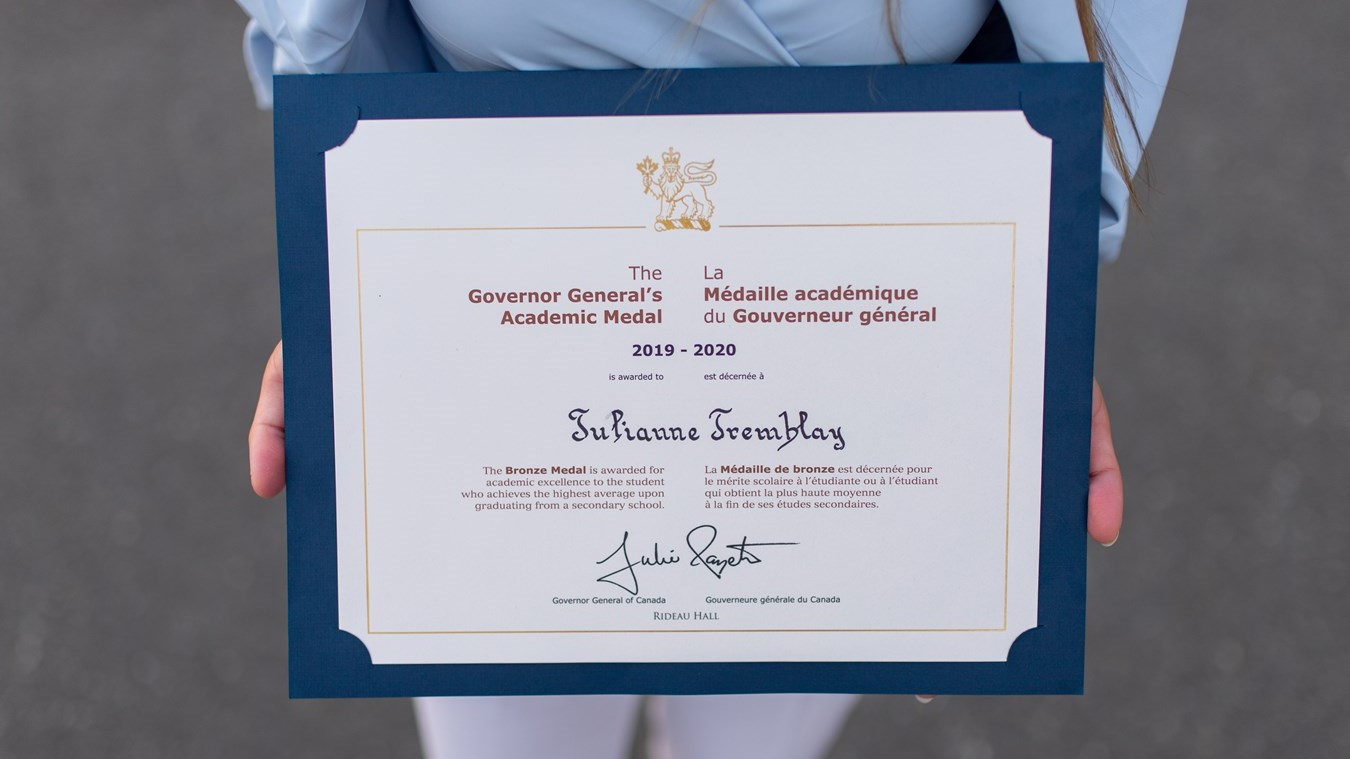 The
Governor General's
Academic Medal
La
Médaille académique
du Gouverneur général
2019 - 2020
is awarded to
est décernée à
Julianne Tremblay
The Bronze Medal is awarded for
academic excellence to the student
who achieves the highest average upon
graduating from a secondary school.
La Médaille de bronze est décernée pour
le mérite scolaire à l'étudiante ou à l'étudiant
qui obtient la plus haute moyenne
à la fin de ses études secondaires.
Julie Payette
Governor General of Canada
Gouverneure générale du Canada
RIDEAU HALL